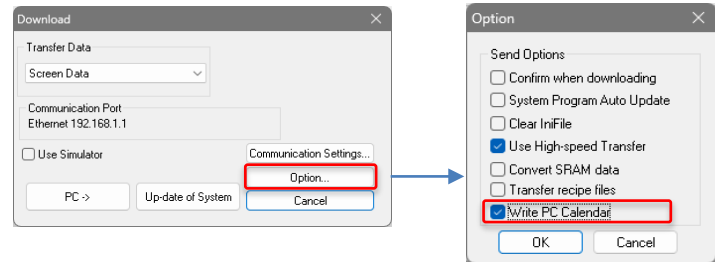 Download
Transfer Data
Screen Data
Communication Port
Ethernet 192.168.1.1
Use Simulator
Communication Settings...
Option...
PC ->
Up-date of System
Cancel
Option
Send Options
Confirm when downloading
System Program Auto Update
Clear IniFile
Use High-speed Transfer
Convert SRAM data
Transfer recipe files
Write PC Calendar
OK
Cancel